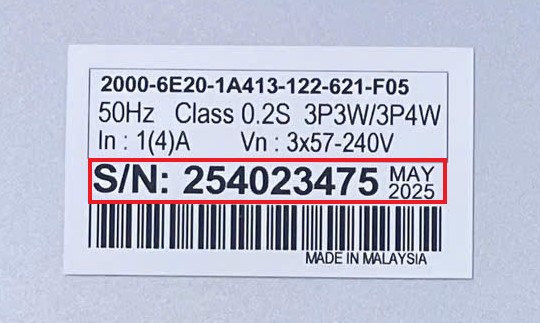 2000-6E20-1A413-122-621-F05
50Hz Class 0.2S 3P3W/3P4W
In : 1(4)A Vn : 3x57-240V
S/N: 254023475 MAY 2025
MADE IN MALAYSIA